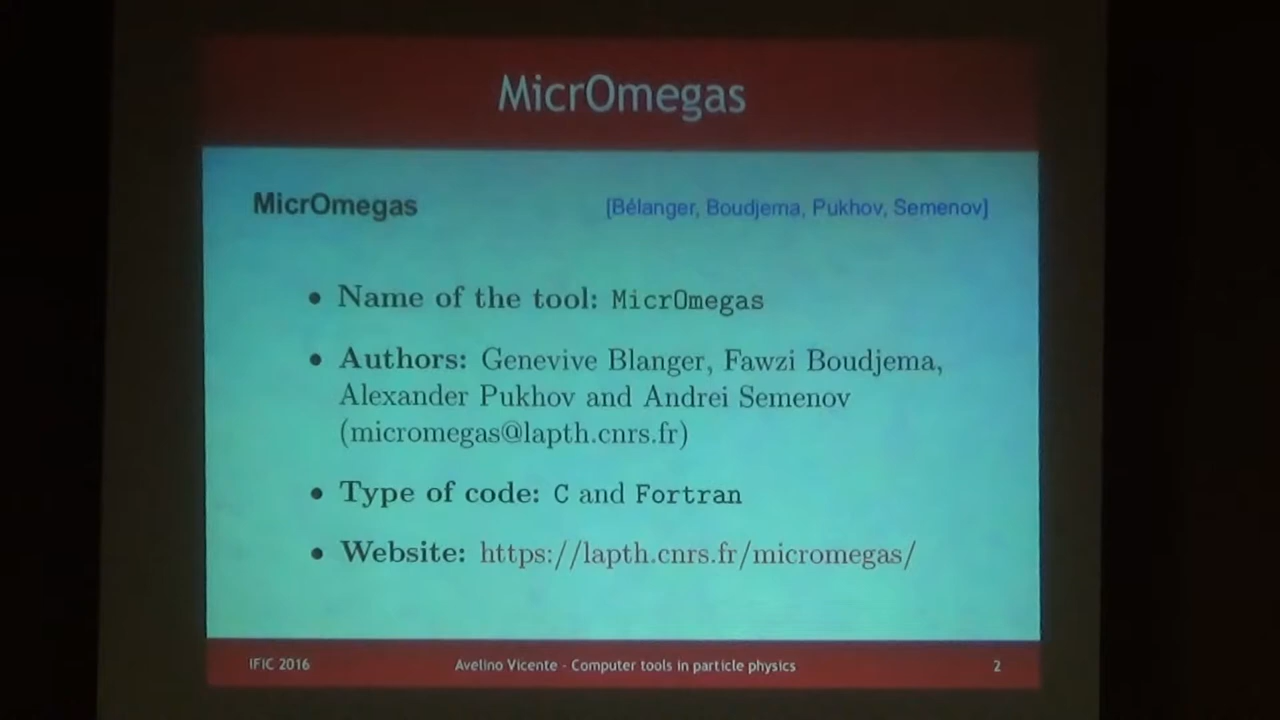 MicrOmegas
MicrOmegas [Bélanger, Boudjema, Pukhov, Semenov]
• Name of the tool: MicrOmegas
• Authors: Genevive Blanger, Fawzi Boudjema,
Alexander Pukhov and Andrei Semenov
(micromegas@lapth.cnrs.fr)
• Type of code: C and Fortran
• Website: https://lapth.cnrs.fr/micromegas/
IFIC 2016 Avelino Vicente - Computer tools in particle physics 2